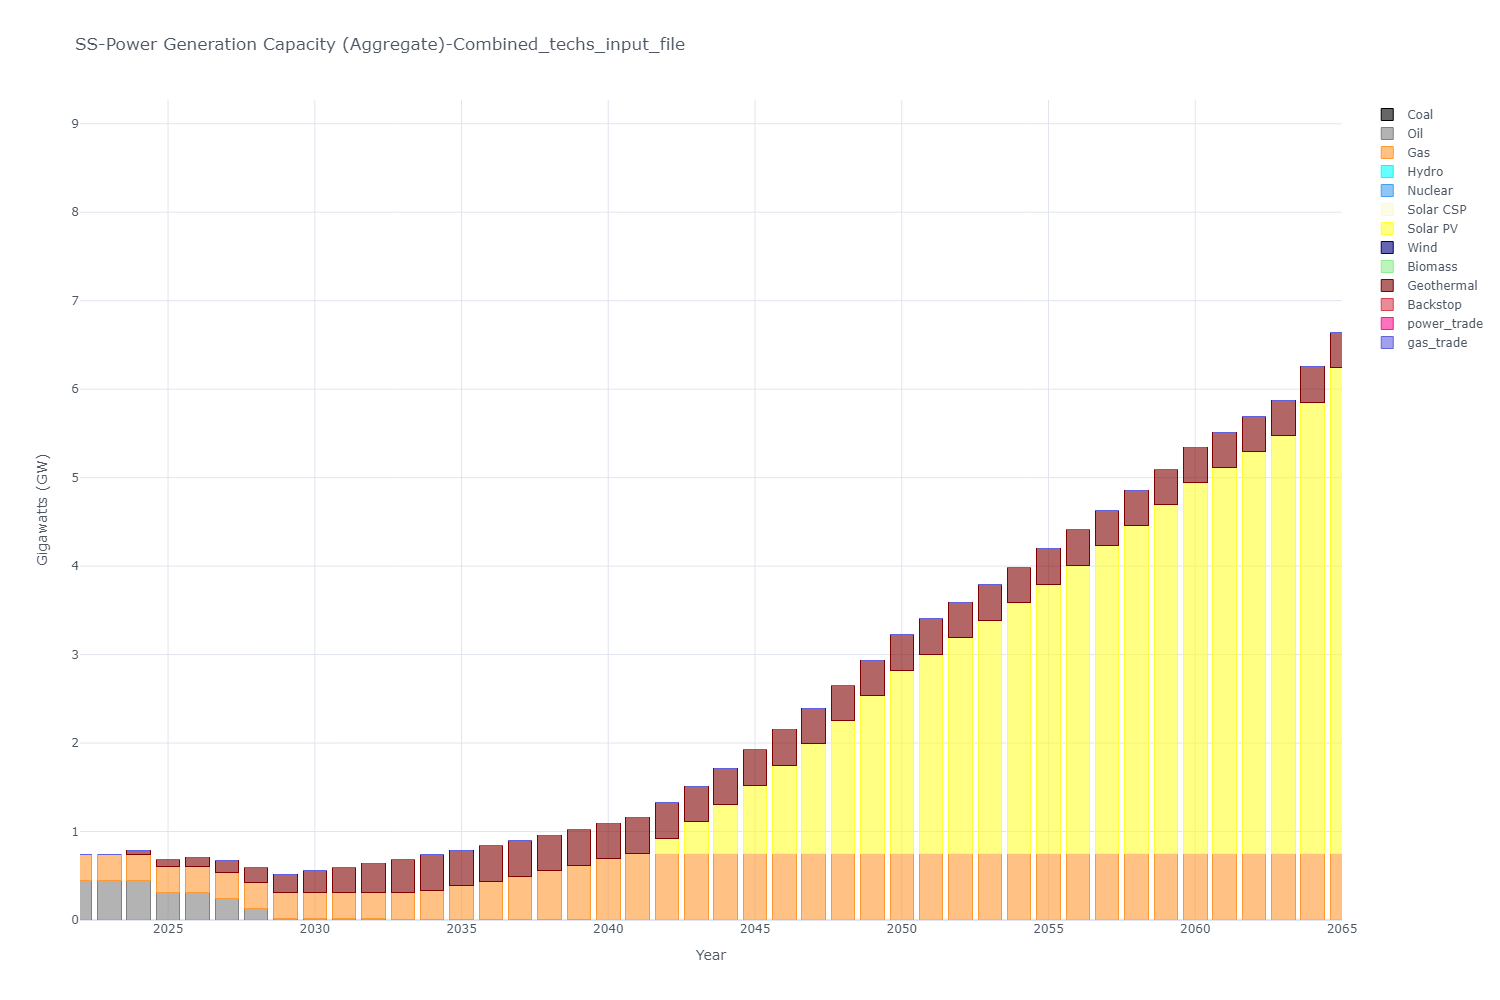 SS-Power Generation Capacity (Aggregate)-Combined_techs_input_file
Gigawatts (GW)
9
8
7
6
5
4
3
2
1
0
2025
2030
2035
2040
2045
2050
2055
2060
2065
Year
Coal
Oil
Gas
Hydro
Nuclear
Solar CSP
Solar PV
Wind
Biomass
Geothermal
Backstop
power_trade
gas_trade